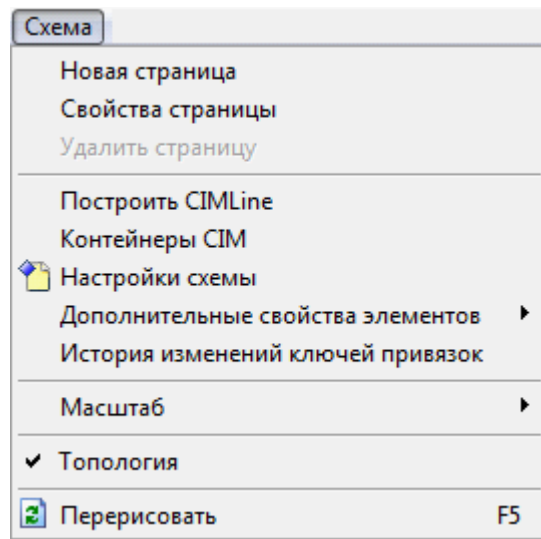 Схема
Новая страница
Свойства страницы
Удалить страницу
Построить CIMLine
Контейнеры CIM
Настройки схемы
Дополнительные свойства элементов
История изменений ключей привязок
Масштаб
Топология
Перерисовать F5